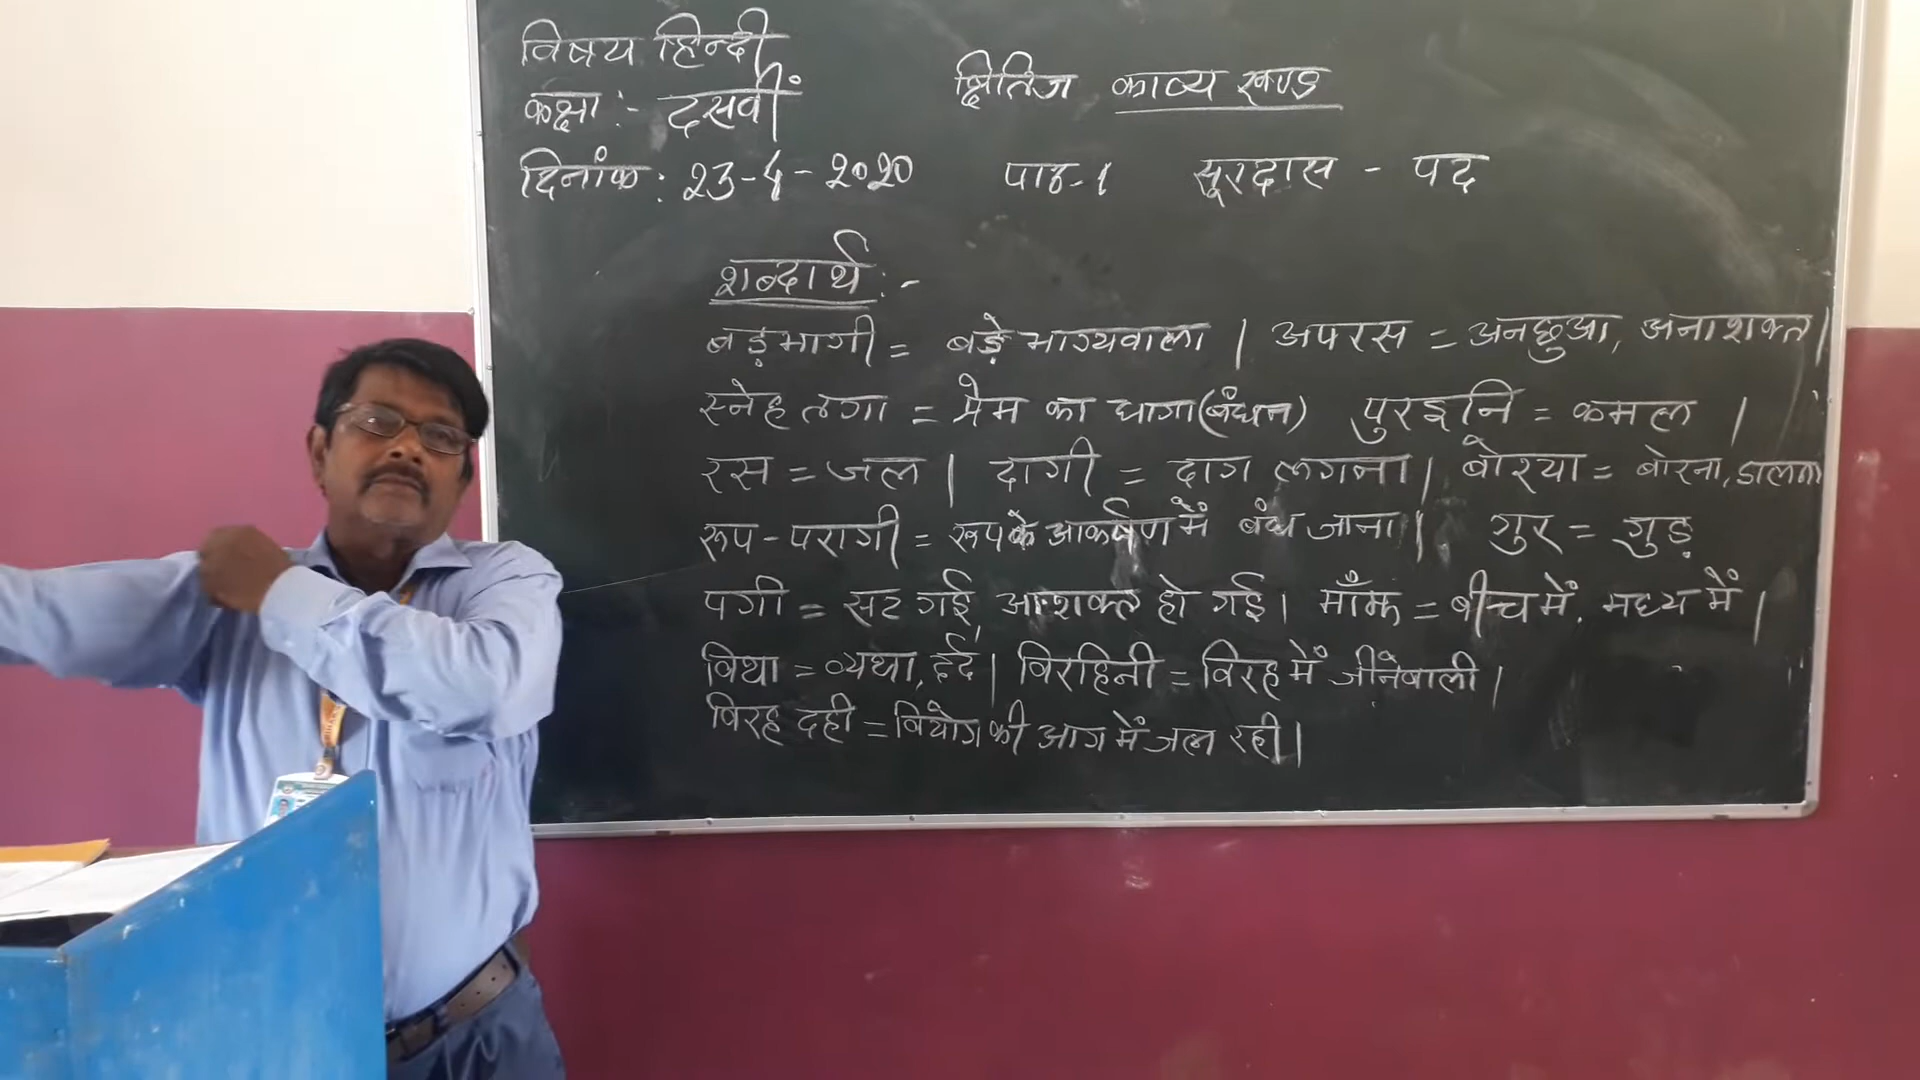 विषय हिन्दी
कक्षा :- दसवीं
क्षितिज काव्य खण्ड
दिनांक : 23-4-2020 पाठ-1 सूरदास - पद
शब्दार्थ :-
बड़भागी = बड़े भाग्यवाला | अपरस = अनछुआ, अनाशक्त |
स्नेह तगा = प्रेम का धागा (बंधन) पुरइनि = कमल |
रस = जल | दागी = दाग लगना | बोरया = बोरना, डालना
रूप-परागी = रूप के आकर्षण में बंध जाना | गुर = गुड़
पगी = सट गई, आशक्त हो गई | माँझ = बीच में, मध्य में |
विथा = व्यथा, दर्द | विरहिनी = विरह में जीनेवाली |
विरह दही = वियोग की आग में जल रही |